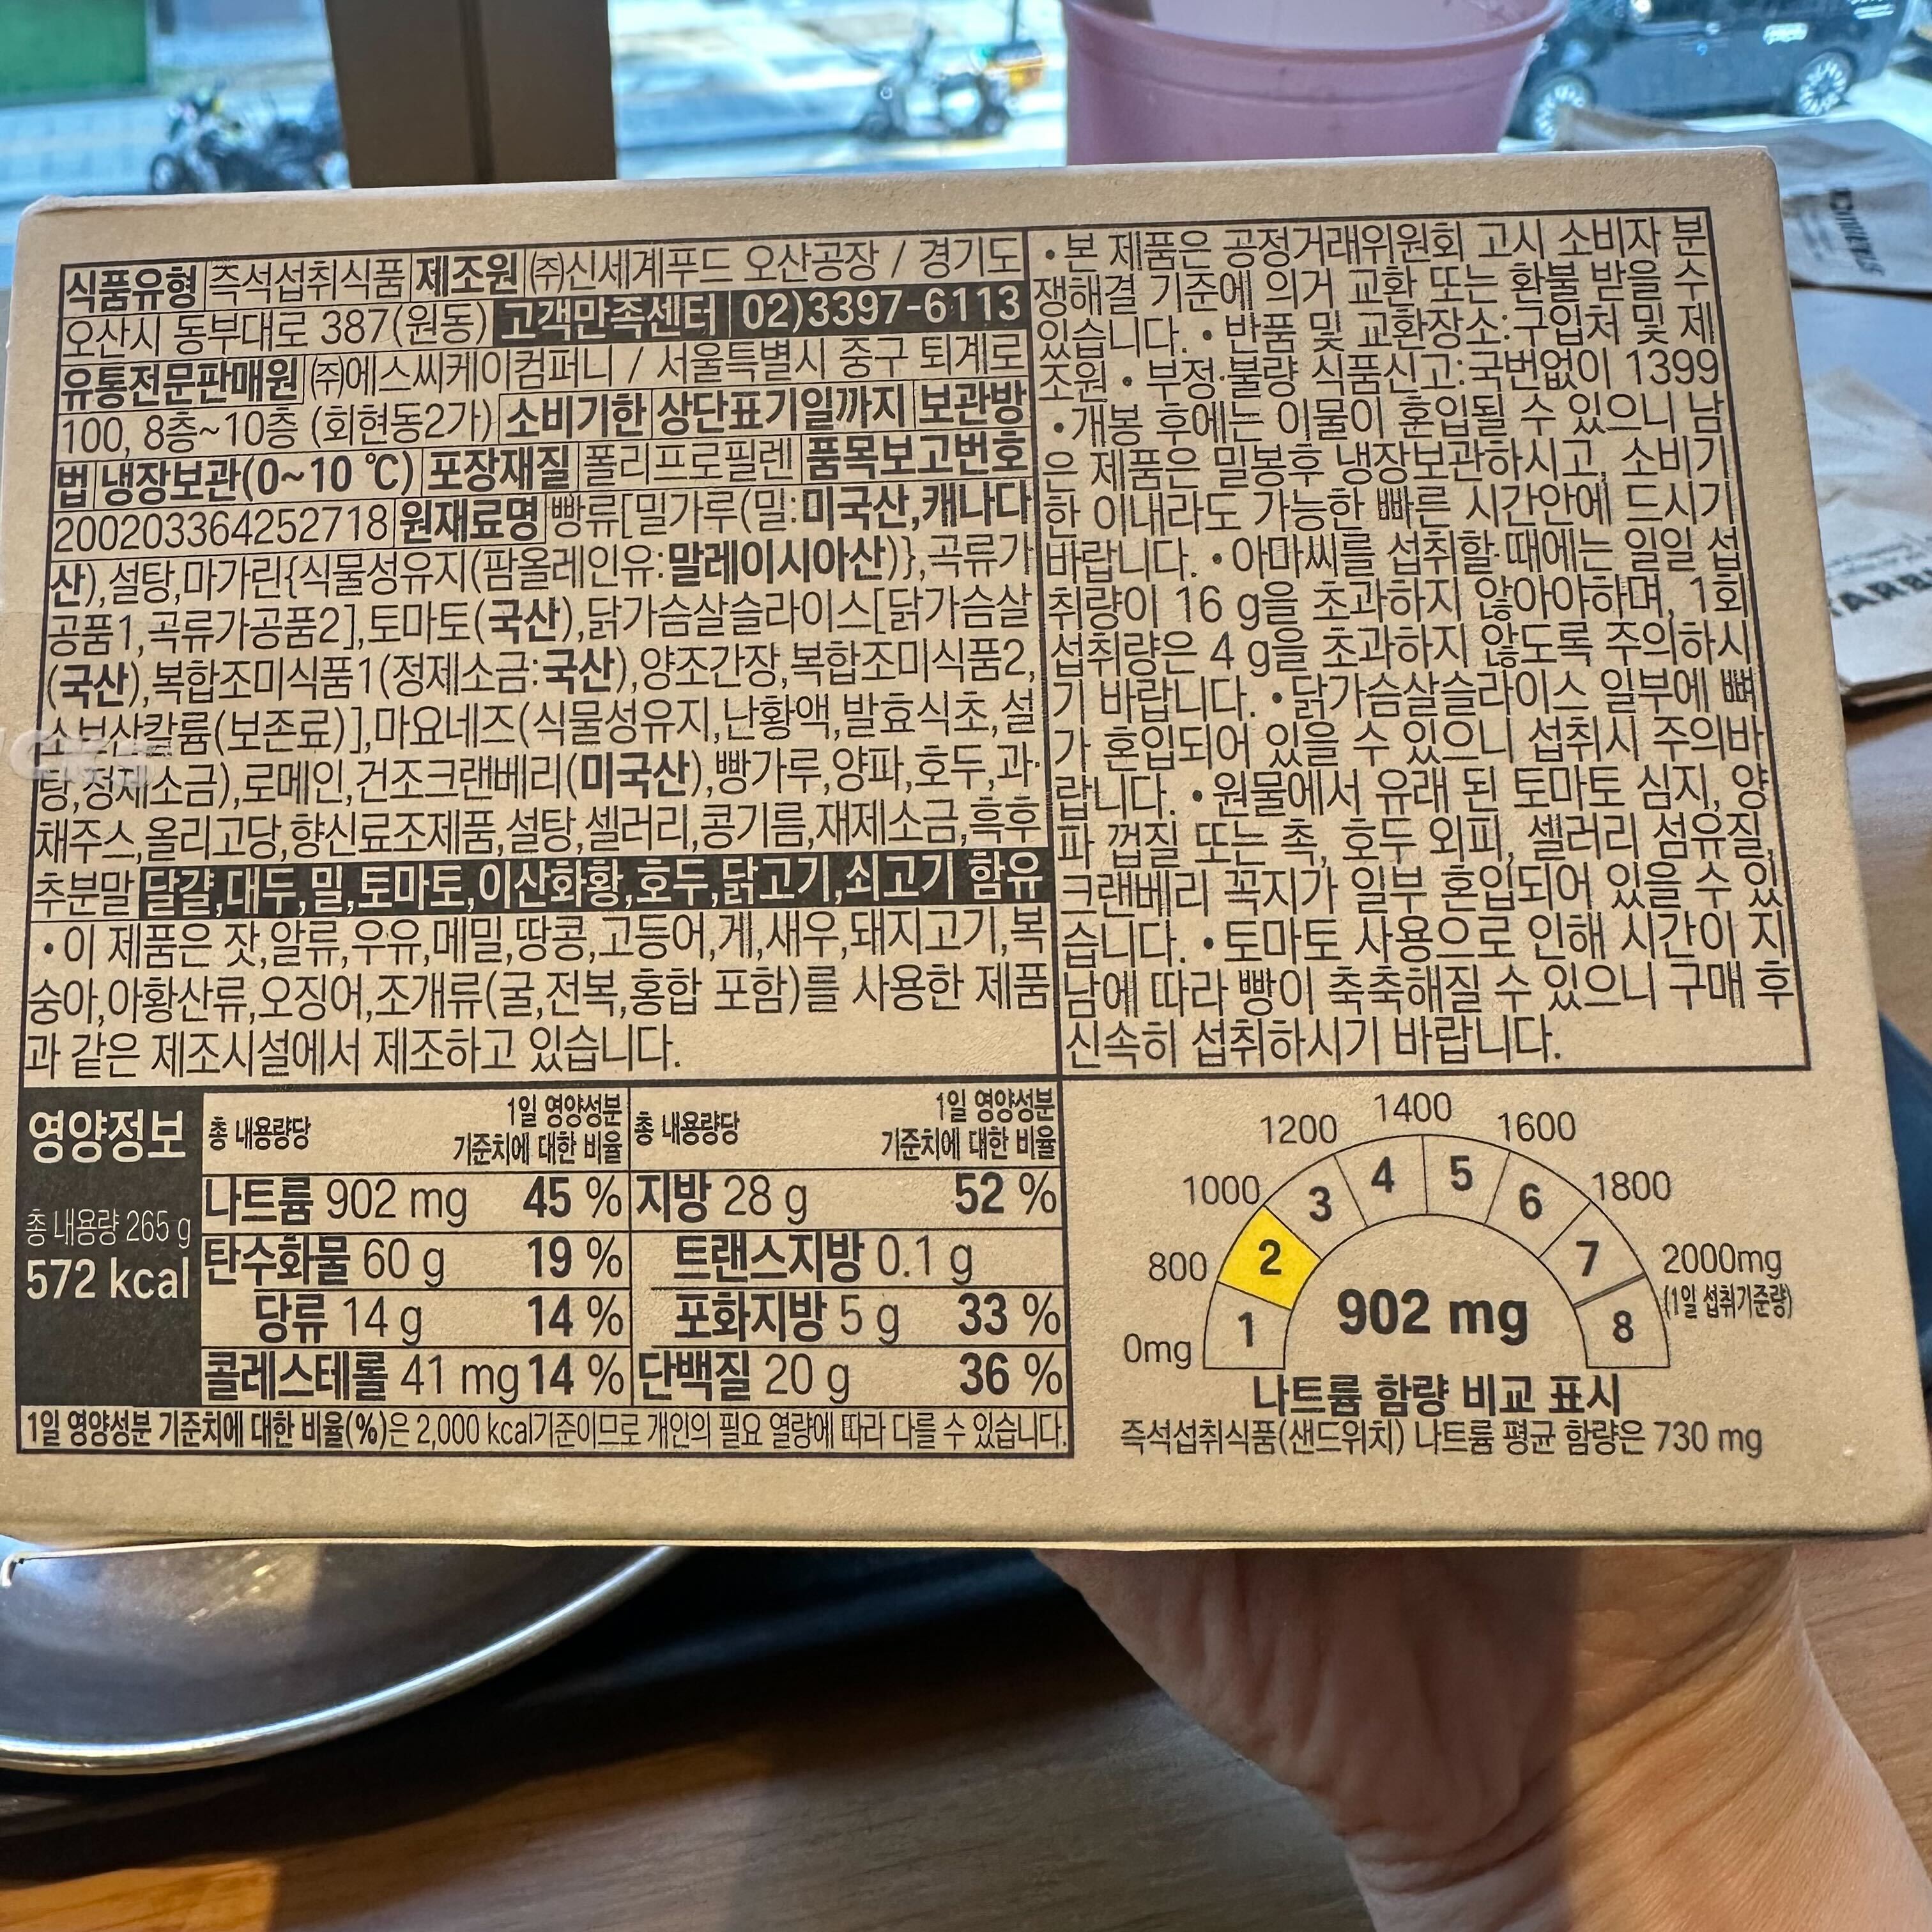 식품유형 즉석섭취식품 제조원 ㈜신세계푸드 오산공장 / 경기도
오산시 동부대로 387(원동) 고객만족센터 02)3397-6113
유통전문판매원 ㈜에스씨케이컴퍼니 / 서울특별시 중구 퇴계로
100, 8층~10층 (회현동2가) 소비기한 상단표기일까지 보관방
법 냉장보관(0~10 ℃) 포장재질 폴리프로필렌 품목보고번호
200203364252718 원재료명 빵류[밀가루(밀:미국산,캐나다
산),설탕,마가린{식물성유지(팜올레인유:말레이시아산)},곡류가
공품1,곡류가공품2],토마토(국산),닭가슴살슬라이스[닭가슴살
(국산),복합조미식품1(정제소금:국산),양조간장,복합조미식품2,
소브산칼륨(보존료)],마요네즈(식물성유지,난황액,발효식초,설
탕,정제소금),로메인,건조크랜베리(미국산),빵가루,양파,호두,과·
채주스,올리고당,향신료조제품,설탕,셀러리,콩기름,재제소금,흑후
추분말 달걀,대두,밀,토마토,이산화황,호두,닭고기,쇠고기 함유
•이 제품은 잣,알류,우유,메밀,땅콩,고등어,게,새우,돼지고기,복
숭아,아황산류,오징어,조개류(굴,전복,홍합 포함)를 사용한 제품
과 같은 제조시설에서 제조하고 있습니다.
•본 제품은 공정거래위원회 고시 소비자 분
쟁해결 기준에 의거 교환 또는 환불 받을 수
있습니다. •반품 및 교환장소:구입처 및 제
조원 •부정·불량 식품신고:국번없이 1399
•개봉 후에는 이물이 혼입될 수 있으니 남
은 제품은 밀봉후 냉장보관하시고, 소비기
한 이내라도 가능한 빠른 시간안에 드시기
바랍니다. •아마씨를 섭취할 때에는 일일 섭
취량이 16 g을 초과하지 않아야하며, 1회
섭취량은 4 g을 초과하지 않도록 주의하시
기 바랍니다. •닭가슴살슬라이스 일부에 뼈
가 혼입되어 있을 수 있으니 섭취시 주의바
랍니다. •원물에서 유래 된 토마토 심지, 양
파 껍질 또는 촉, 호두 외피, 셀러리 섬유질,
크랜베리 꼭지가 일부 혼입되어 있을 수 있
습니다. •토마토 사용으로 인해 시간이 지
남에 따라 빵이 축축해질 수 있으니 구매 후
신속히 섭취하시기 바랍니다.
영양정보
총 내용량 265 g
572 kcal
총 내용량당 1일 영양성분 기준치에 대한 비율 총 내용량당 1일 영양성분 기준치에 대한 비율
나트륨 902 mg 45 % 지방 28 g 52 %
탄수화물 60 g 19 % 트랜스지방 0.1 g
당류 14 g 14 % 포화지방 5 g 33 %
콜레스테롤 41 mg 14 % 단백질 20 g 36 %
1일 영양성분 기준치에 대한 비율(%)은 2,000 kcal기준이므로 개인의 필요 열량에 따라 다를 수 있습니다.
0mg 800 1000 1200 1400 1600 1800 2000mg
(1일 섭취기준량)
1 2 3 4 5 6 7 8
902 mg
나트륨 함량 비교 표시
즉석섭취식품(샌드위치) 나트륨 평균 함량은 730 mg